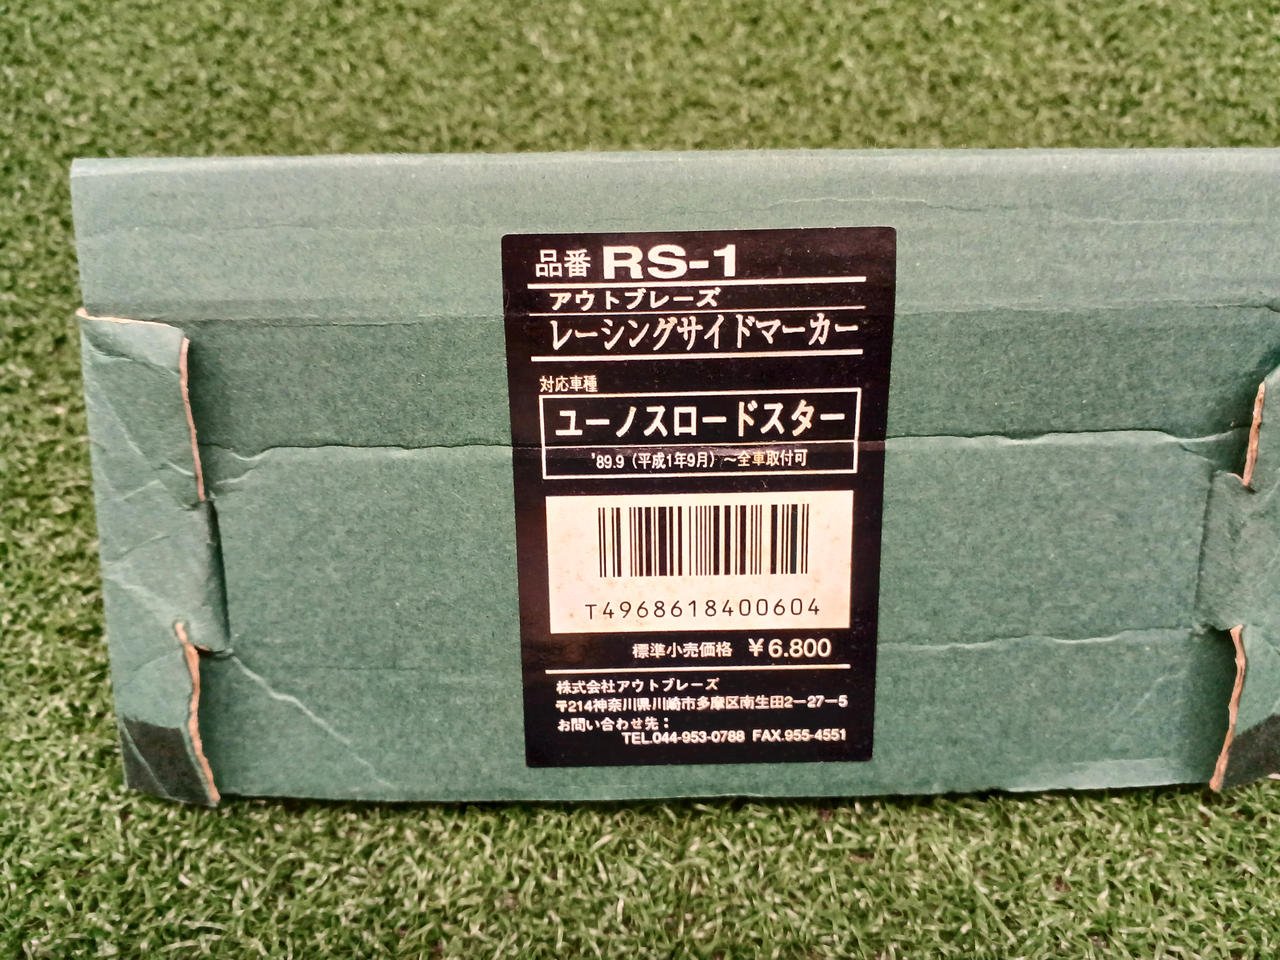 品番 RS-1
アウトブレーズ
レーシングサイドマーカー
対応車種
ユーノスロードスター
'89.9（平成1年9月）～全車取付可
T4968618400604
標準小売価格 ￥6.800
株式会社アウトブレーズ
〒214神奈川県川崎市多摩区南生田2－27－5
お問い合わせ先：
TEL.044-953-0788 FAX.955-4551